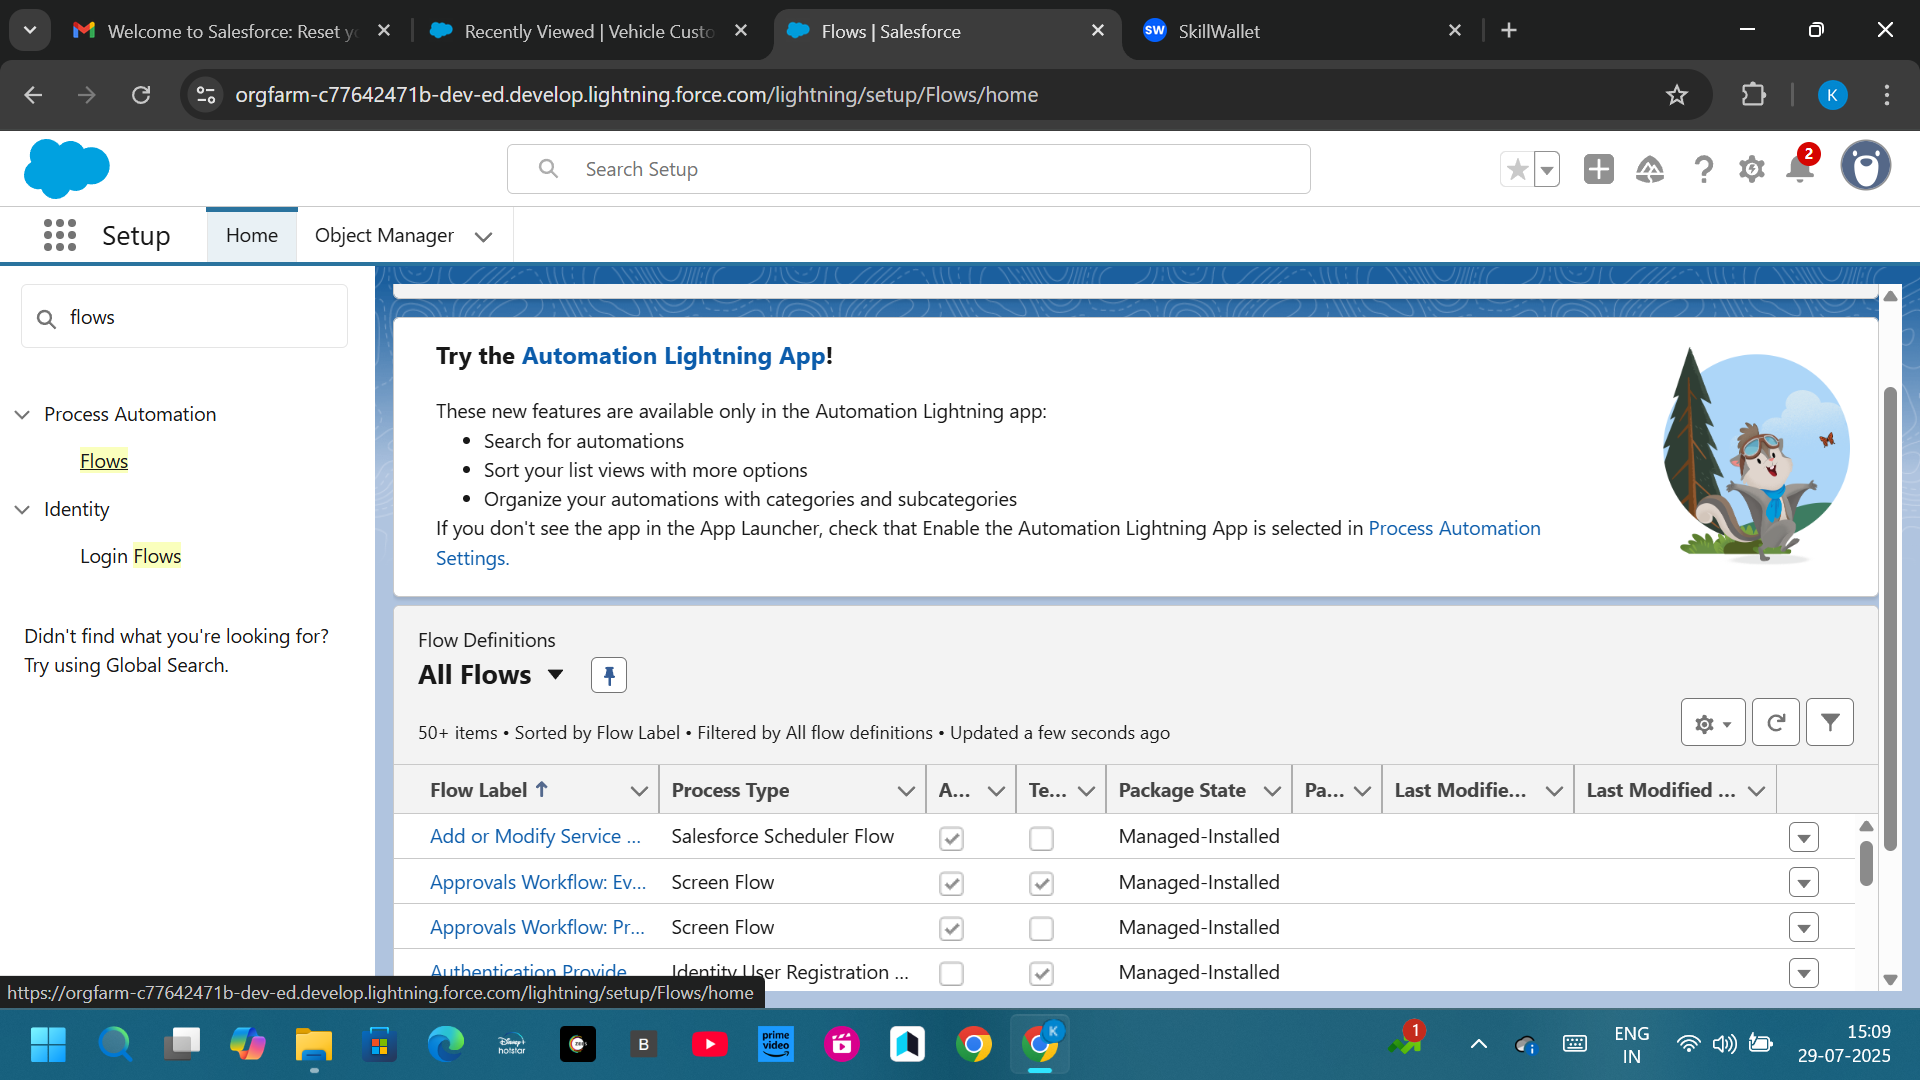 Welcome to Salesforce: Reset yo
Recently Viewed | Vehicle Custo
Flows | Salesforce
SW
SkillWallet
orgfarm-c77642471b-dev-ed.develop.lightning.force.com/lightning/setup/Flows/home
K
Search Setup
2
Setup
Home
Object Manager
flows
Process Automation
Flows
Identity
Login Flows
Didn't find what you're looking for?
Try using Global Search.
Try the Automation Lightning App!
These new features are available only in the Automation Lightning app:
• Search for automations
• Sort your list views with more options
• Organize your automations with categories and subcategories
If you don't see the app in the App Launcher, check that Enable the Automation Lightning App is selected in Process Automation
Settings.
Flow Definitions
All Flows
50+ items • Sorted by Flow Label • Filtered by All flow definitions • Updated a few seconds ago
Flow Label Process Type A... Te... Package State Pa... Last Modifie... Last Modified ...
Add or Modify Service ... Salesforce Scheduler Flow Managed-Installed
Approvals Workflow: Ev... Screen Flow Managed-Installed
Approvals Workflow: Pr... Screen Flow Managed-Installed
Authentication Provide Identity User Registration ... Managed-Installed
https://orgfarm-c77642471b-dev-ed.develop.lightning.force.com/lightning/setup/Flows/home
Disney
hotstar
B
prime
video
K
1
ENG
IN
15:09
29-07-2025